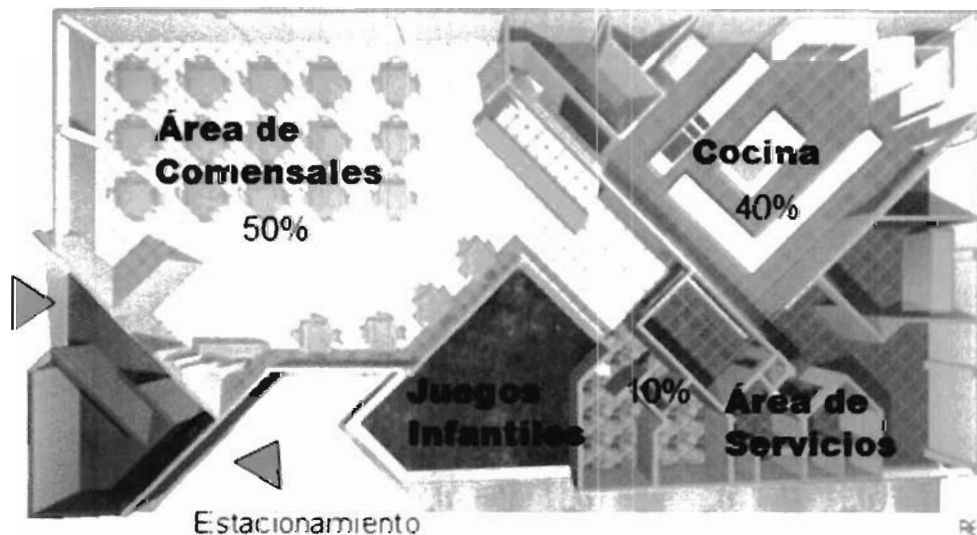 Área de
Comensales
50%
Cocina
40%
Juegos
Infantiles
10%
Área de
Servicios
Estacionamiento